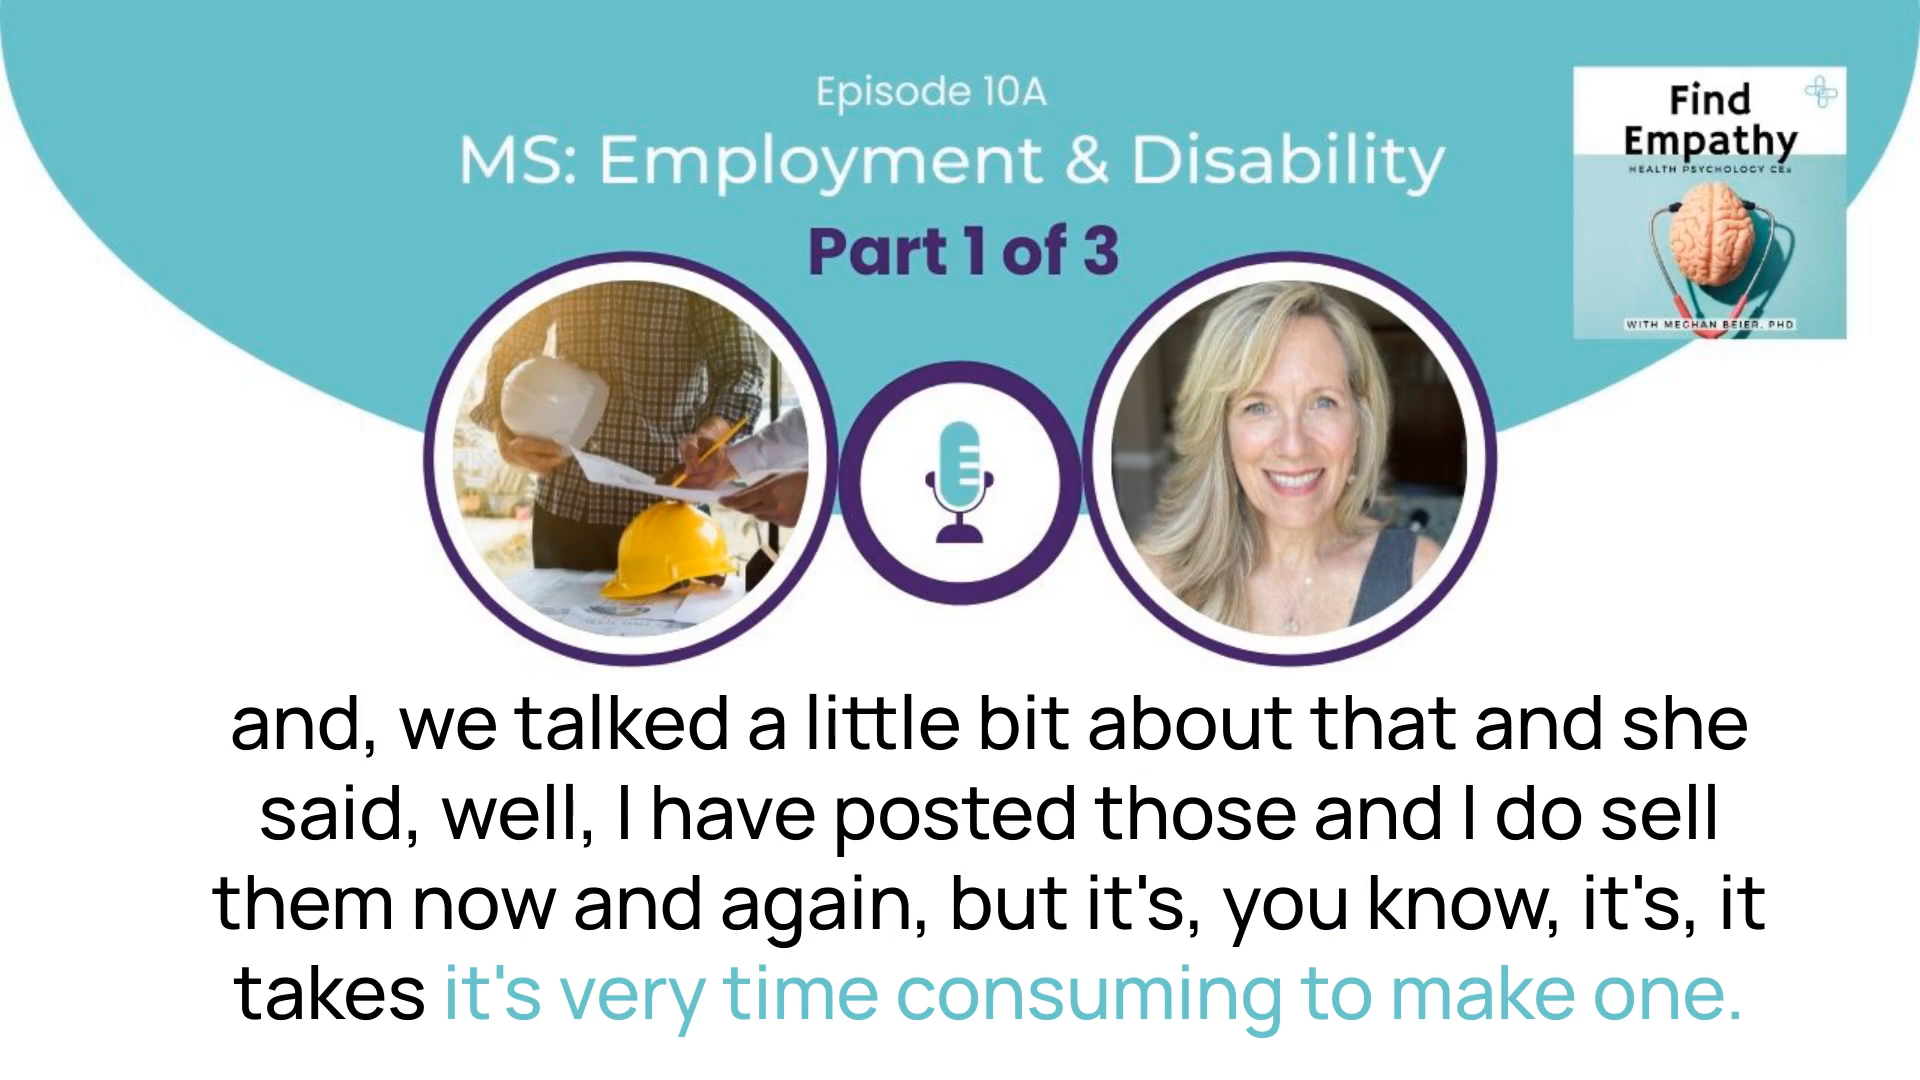 Episode 10A
MS: Employment & Disability
Part 1 of 3
Find
Empathy
HEALTH PSYCHOLOGY CEs
WITH MEGHAN BEIER, PHD
and, we talked a little bit about that and she
said, well, I have posted those and I do sell
them now and again, but it's, you know, it's, it
takes it's very time consuming to make one.